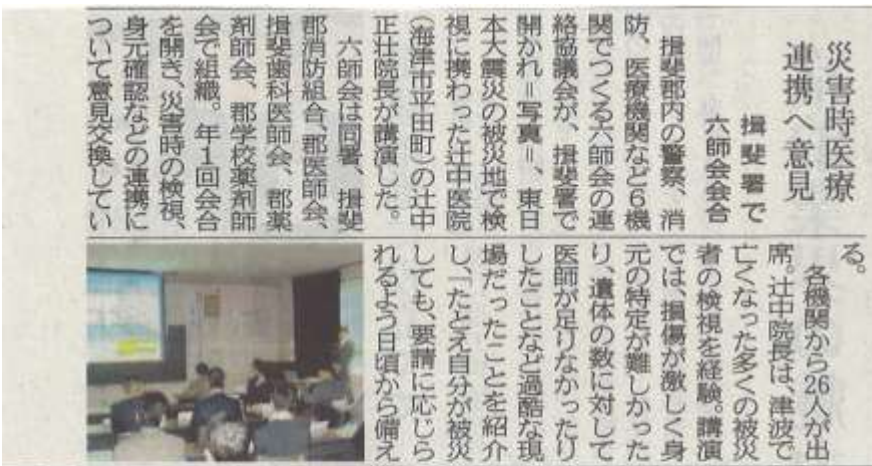 災害時医療
連携へ意見
揖斐署で
六師会会合
揖斐郡内の警察、消
防、医療機関など6機
関でつくる六師会の連
絡協議会が、揖斐署で
開かれ＝写真＝、東日
本大震災の被災地で検
視に携わった辻中医院
（海津市平田町）の辻中
正壮院長が講演した。
六師会は同署、揖斐
郡消防組合、郡医師会、
揖斐歯科医師会、郡薬
剤師会、郡学校薬剤師
会で組織。年1回会合
を開き、災害時の検視、
身元確認などの連携に
ついて意見交換してい
る。
各機関から26人が出
席。辻中院長は、津波で
亡くなった多くの被災
者の検視を経験。講演
では、損傷が激しく身
元の特定が難しかった
り、遺体の数に対して
医師が足りなかったり
したことなど過酷な現
場だったことを紹介
し、「たとえ自分が被災
しても、要請に応じら
れるよう日頃から備え